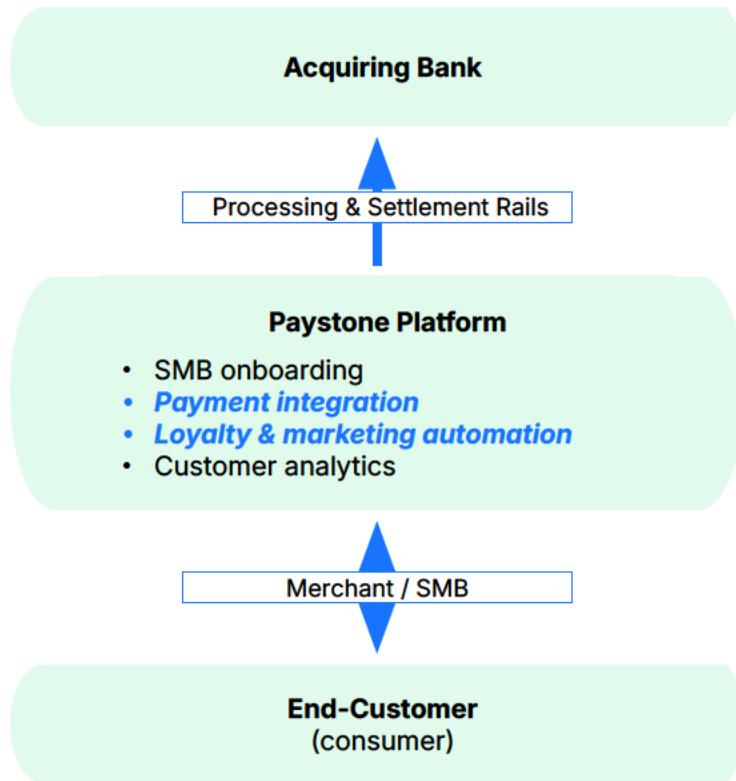 Acquiring Bank
Processing & Settlement Rails
Paystone Platform
• SMB onboarding
• Payment integration
• Loyalty & marketing automation
• Customer analytics
Merchant / SMB
End-Customer
(consumer)